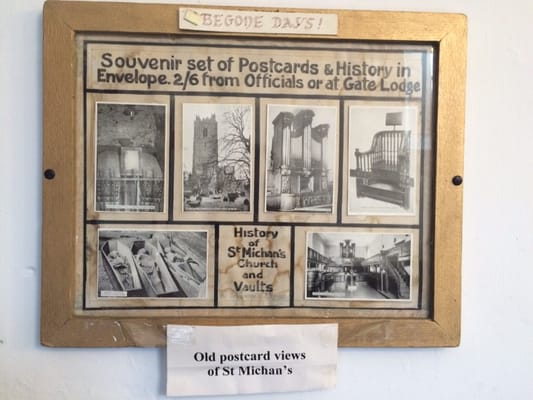 BEGONE DAYS!
Souvenir set of Postcards & History in
Envelope. 2/6 from Officials or at Gate Lodge
History
of
St Michan's
Church
and
Vaults
Old postcard views
of St Michan's